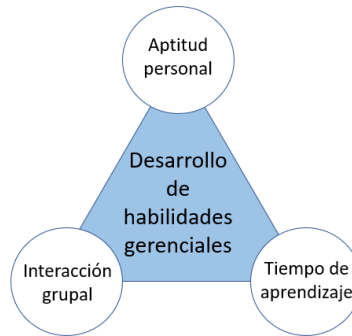 Aptitud
personal
Desarrollo
de
habilidades
gerenciales
Interacción
grupal
Tiempo de
aprendizaje